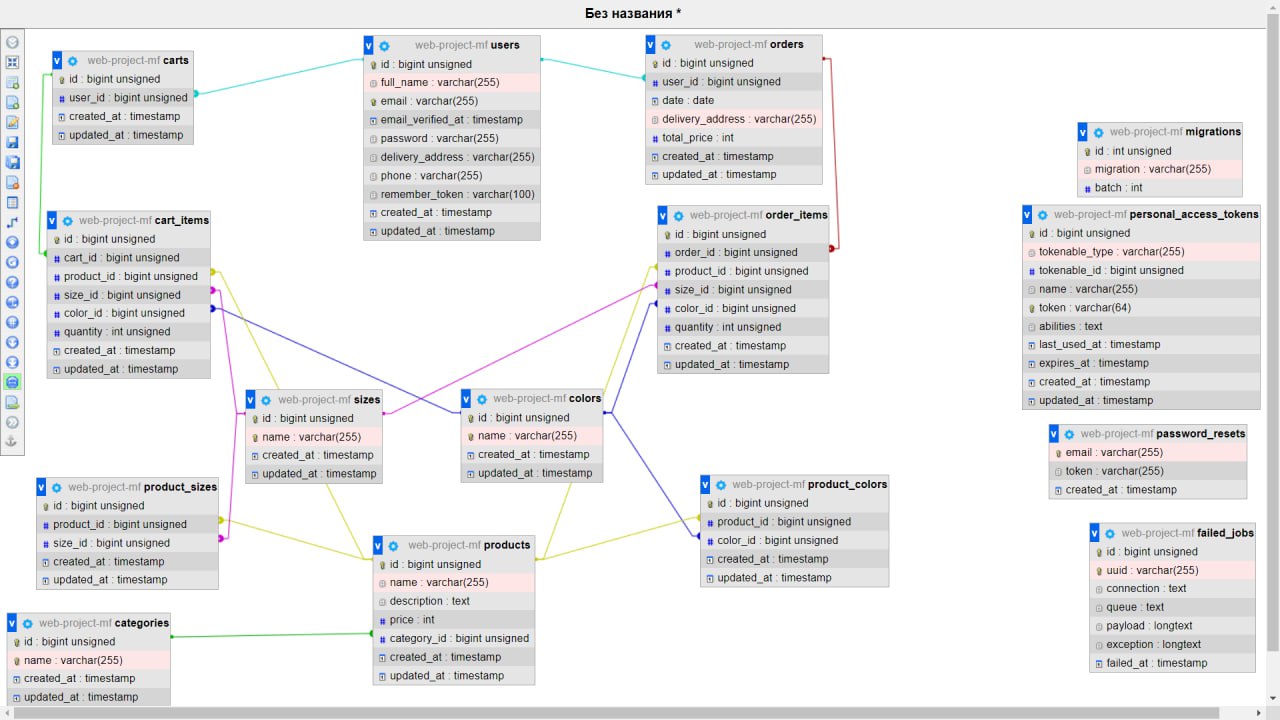 Без названия *
v web-project-mf carts
id : bigint unsigned
# user_id : bigint unsigned
created_at : timestamp
updated_at : timestamp
v web-project-mf users
id : bigint unsigned
full_name : varchar(255)
email : varchar(255)
email_verified_at : timestamp
password : varchar(255)
delivery_address : varchar(255)
phone : varchar(255)
remember_token : varchar(100)
created_at : timestamp
updated_at : timestamp
v web-project-mf orders
id : bigint unsigned
# user_id : bigint unsigned
date : date
delivery_address : varchar(255)
# total_price : int
created_at : timestamp
updated_at : timestamp
v web-project-mf migrations
id : int unsigned
migration : varchar(255)
# batch : int
v web-project-mf cart_items
id : bigint unsigned
# cart_id : bigint unsigned
# product_id : bigint unsigned
# size_id : bigint unsigned
# color_id : bigint unsigned
# quantity : int unsigned
created_at : timestamp
updated_at : timestamp
v web-project-mf order_items
id : bigint unsigned
# order_id : bigint unsigned
# product_id : bigint unsigned
# size_id : bigint unsigned
# color_id : bigint unsigned
# quantity : int unsigned
created_at : timestamp
updated_at : timestamp
v web-project-mf personal_access_tokens
id : bigint unsigned
tokenable_type : varchar(255)
# tokenable_id : bigint unsigned
name : varchar(255)
token : varchar(64)
abilities : text
last_used_at : timestamp
expires_at : timestamp
created_at : timestamp
updated_at : timestamp
v web-project-mf sizes
id : bigint unsigned
name : varchar(255)
created_at : timestamp
updated_at : timestamp
v web-project-mf colors
id : bigint unsigned
name : varchar(255)
created_at : timestamp
updated_at : timestamp
v web-project-mf password_resets
email : varchar(255)
token : varchar(255)
created_at : timestamp
v web-project-mf product_sizes
id : bigint unsigned
# product_id : bigint unsigned
# size_id : bigint unsigned
created_at : timestamp
updated_at : timestamp
v web-project-mf product_colors
id : bigint unsigned
# product_id : bigint unsigned
# color_id : bigint unsigned
created_at : timestamp
updated_at : timestamp
v web-project-mf products
id : bigint unsigned
name : varchar(255)
description : text
# price : int
# category_id : bigint unsigned
created_at : timestamp
updated_at : timestamp
v web-project-mf failed_jobs
id : bigint unsigned
uuid : varchar(255)
connection : text
queue : text
payload : longtext
exception : longtext
failed_at : timestamp
v web-project-mf categories
id : bigint unsigned
name : varchar(255)
created_at : timestamp
updated_at : timestamp